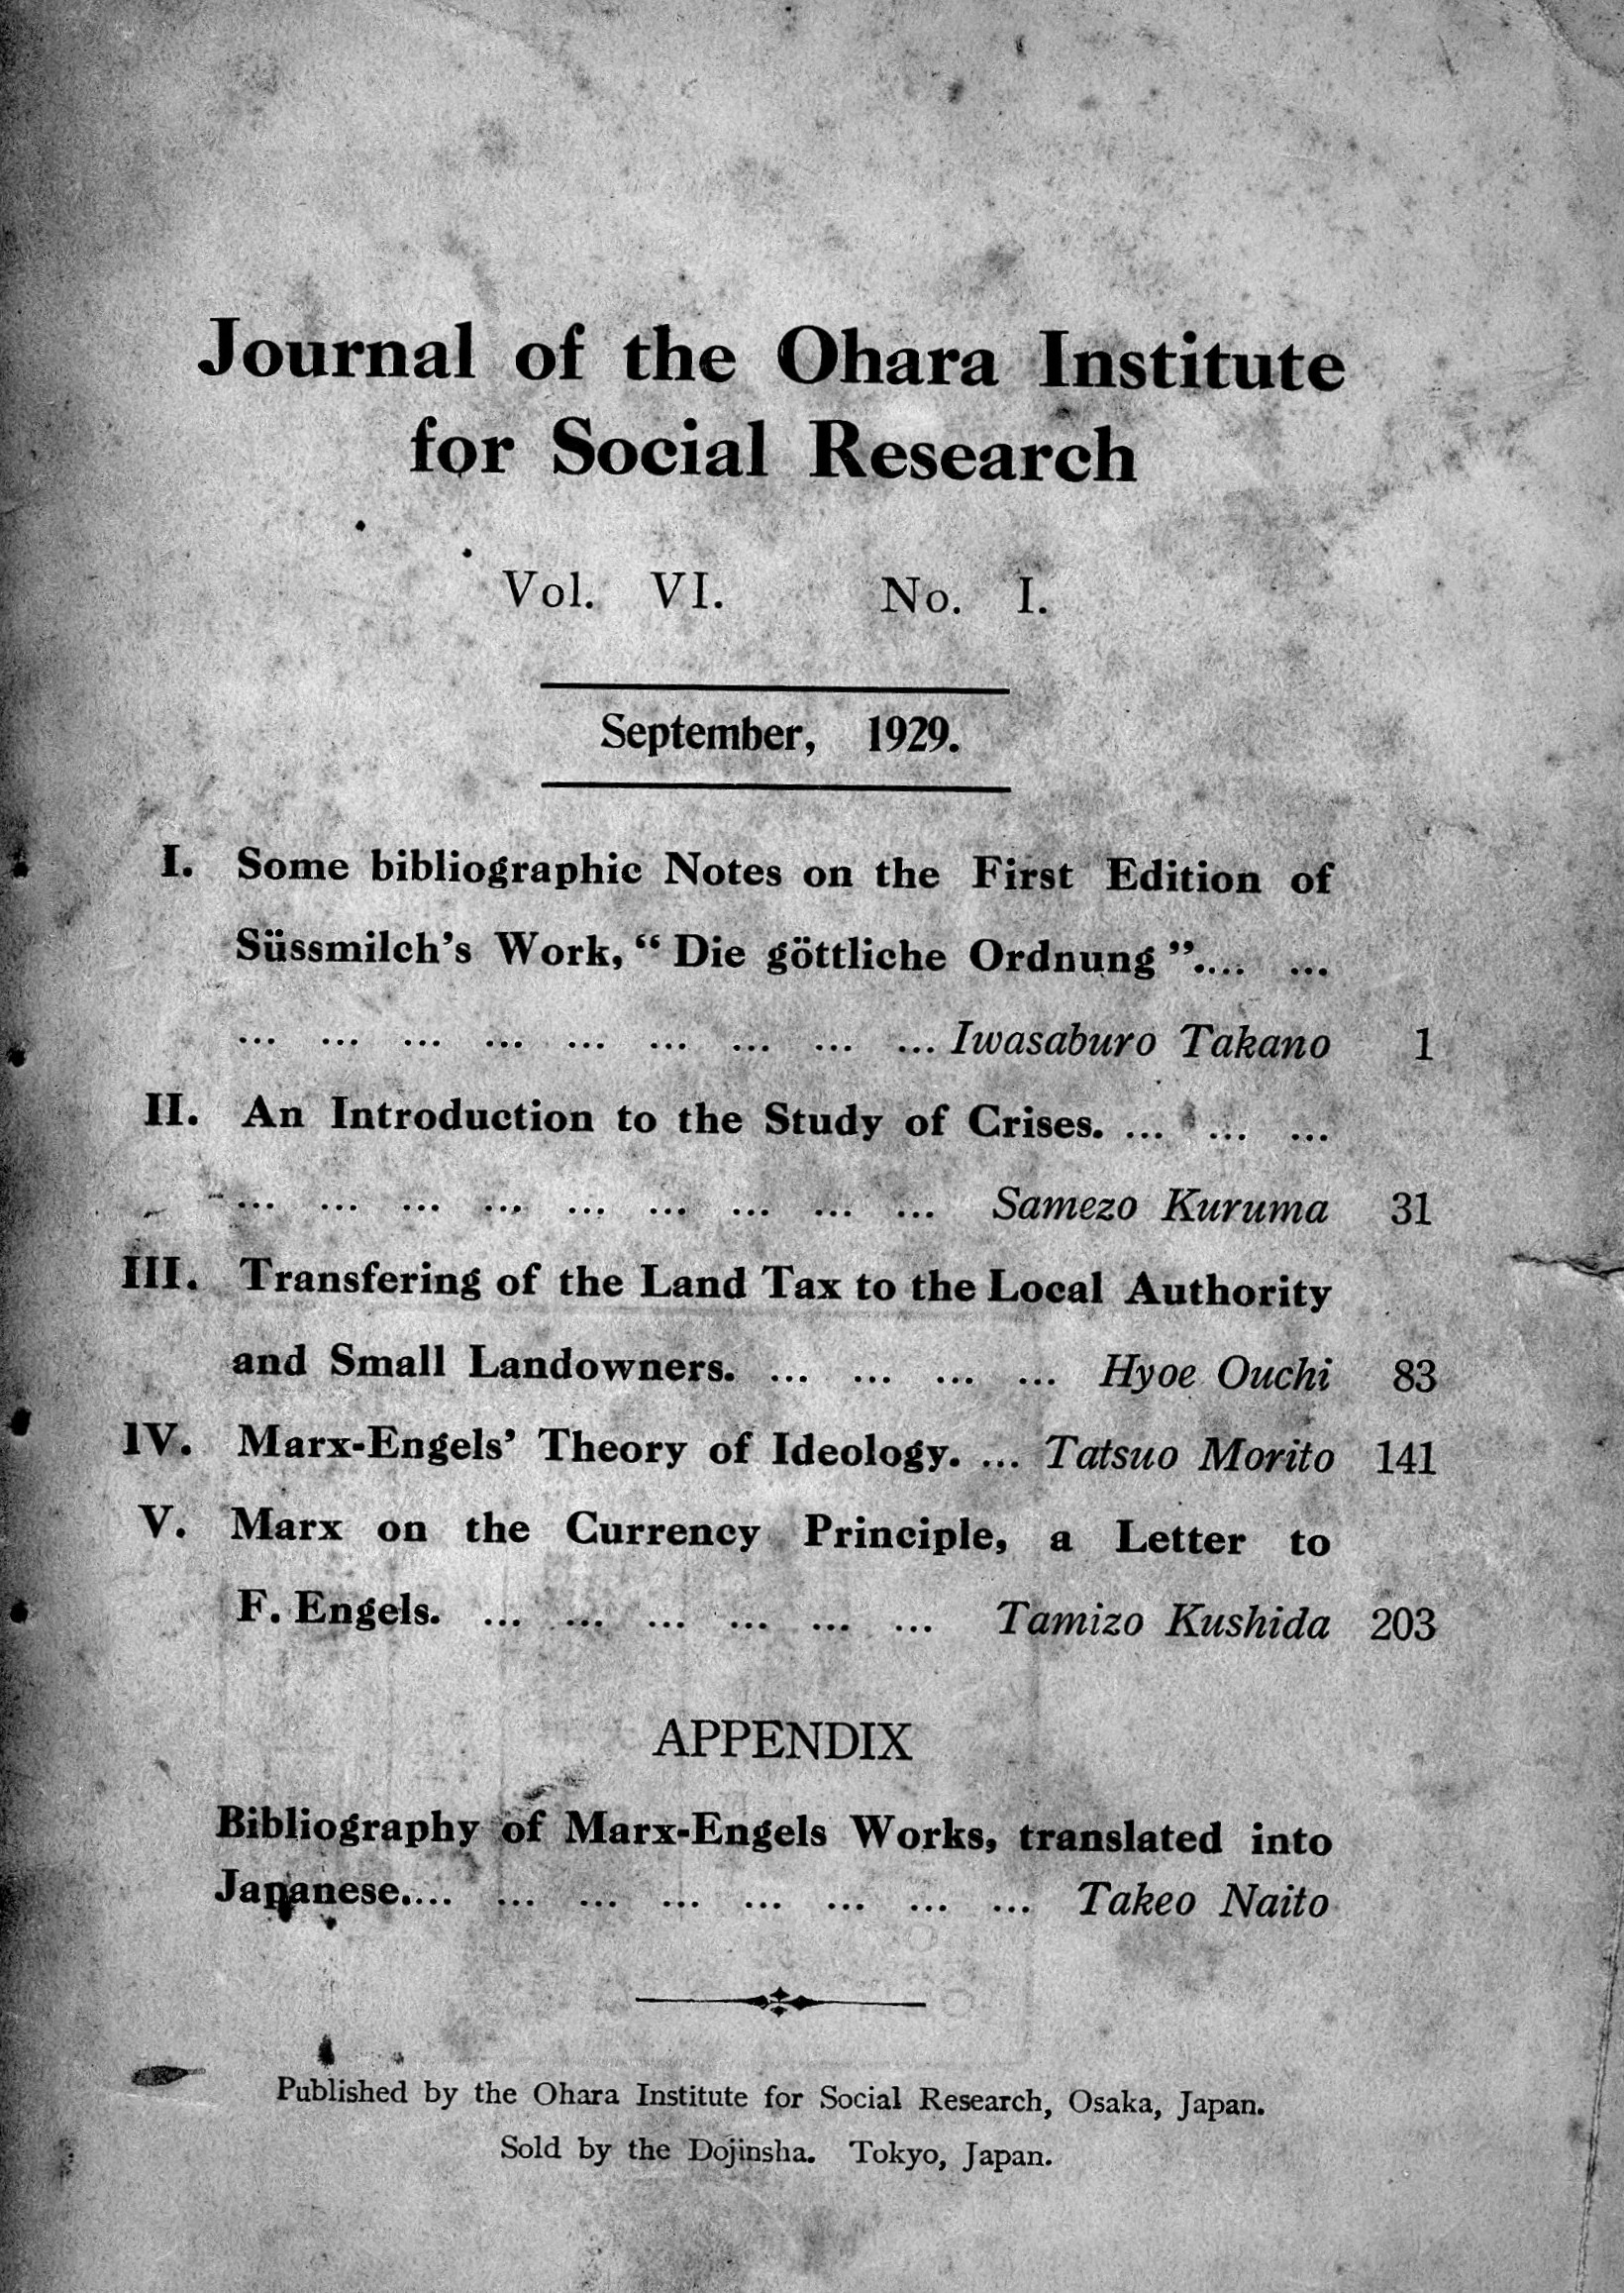 Journal of the Ohara Institute
for Social Research
Vol. VI. No. I.
September, 1929.
I. Some bibliographic Notes on the First Edition of
Süssmilch's Work, “ Die göttliche Ordnung ”.... ...
... ... ... ... ... ... ... ... ... Iwasaburo Takano 1
II. An Introduction to the Study of Crises. ... ... ...
... ... ... ... ... ... ... ... ... Samezo Kuruma 31
III. Transfering of the Land Tax to the Local Authority
and Small Landowners. ... ... ... ... Hyoe Ouchi 83
IV. Marx-Engels’ Theory of Ideology. ... Tatsuo Morito 141
V. Marx on the Currency Principle, a Letter to
F. Engels. ... ... ... ... ... ... Tamizo Kushida 203
APPENDIX
Bibliography of Marx-Engels Works, translated into
Japanese.... ... ... ... ... ... ... ... Takeo Naito
Published by the Ohara Institute for Social Research, Osaka, Japan.
Sold by the Dojinsha. Tokyo, Japan.